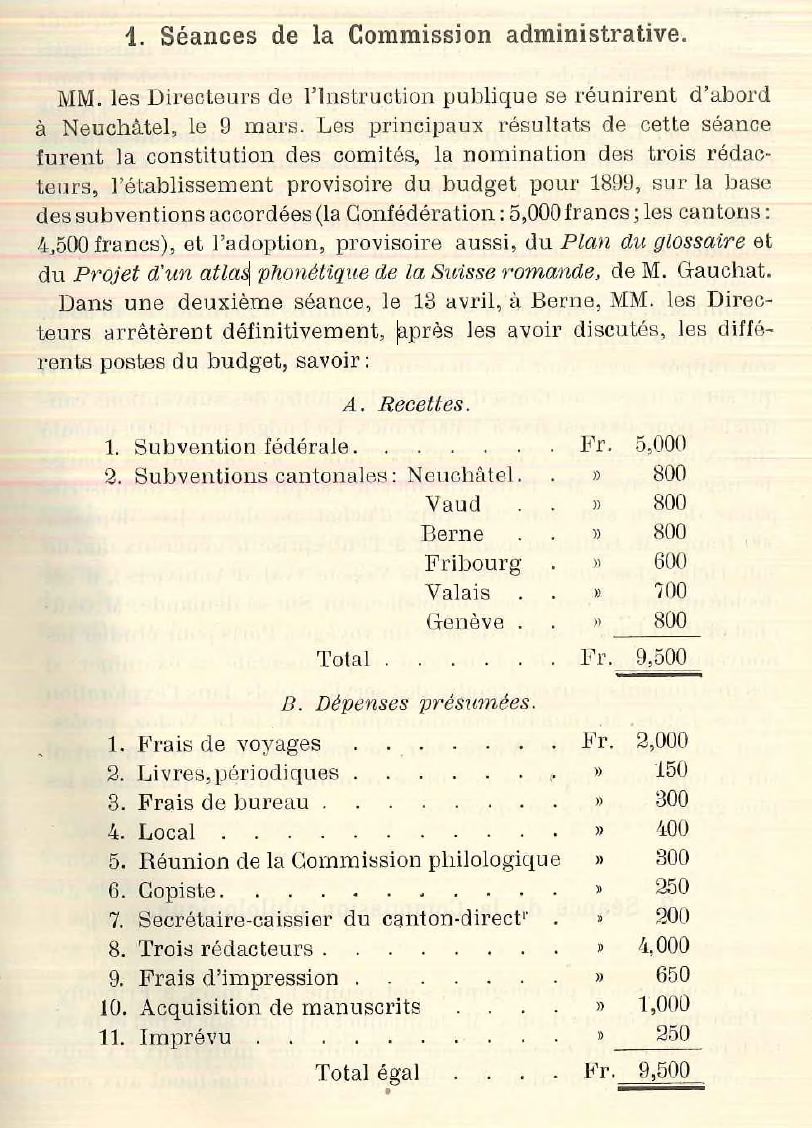 1. Séances de la Commission administrative.
MM. les Directeurs de l'Instruction publique se réunirent d'abord
à Neuchâtel, le 9 mars. Les principaux résultats de cette séance
furent la constitution des comités, la nomination des trois rédac-
teurs, l'établissement provisoire du budget pour 1899, sur la base
des subventions accordées (la Confédération : 5,000 francs ; les cantons :
4,500 francs), et l'adoption, provisoire aussi, du Plan du glossaire et
du Projet d'un atlas phonétique de la Suisse romande, de M. Gauchat.
Dans une deuxième séance, le 13 avril, à Berne, MM. les Direc-
teurs arrêtèrent définitivement, après les avoir discutés, les diffé-
rents postes du budget, savoir :
A. Recettes.
1. Subvention fédérale. . . . . . . Fr. 5,000
2. Subventions cantonales : Neuchâtel. . » 800
Vaud . . » 800
Berne . . » 800
Fribourg . » 600
Valais . . » 700
Genève . . » 800
Total . . . . . . Fr. 9,500
B. Dépenses présumées.
1. Frais de voyages . . . . . . . Fr. 2,000
2. Livres, périodiques . . . . . . . » 150
3. Frais de bureau . . . . . . . . » 300
4. Local . . . . . . . . . . . » 400
5. Réunion de la Commission philologique » 300
6. Copiste. . . . . . . . . . . » 250
7. Secrétaire-caissier du canton-directr . » 200
8. Trois rédacteurs . . . . . . . . » 4,000
9. Frais d'impression . . . . . . . » 650
10. Acquisition de manuscrits . . . . » 1,000
11. Imprévu . . . . . . . . . . » 250
Total égal . . . . Fr. 9,500